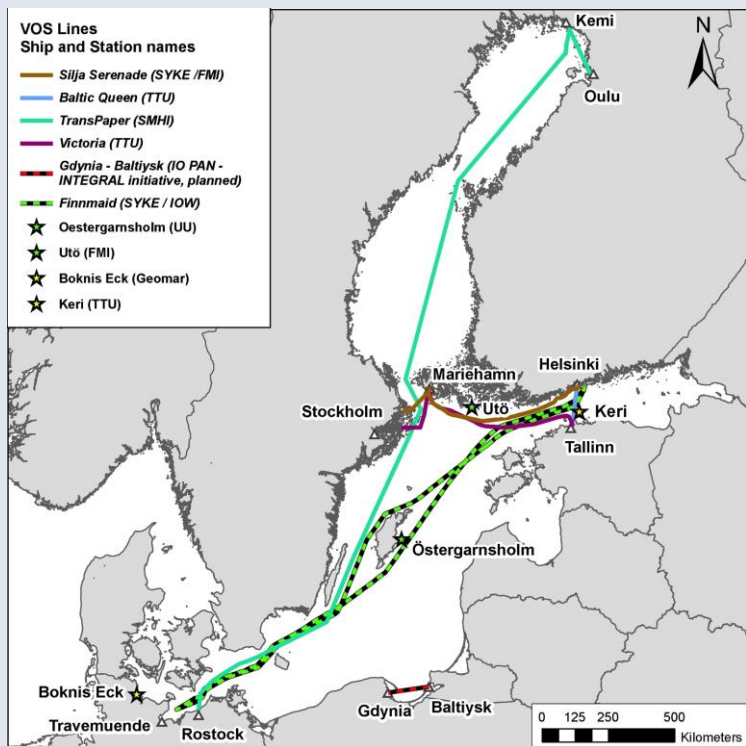 VOS Lines
Ship and Station names
Silja Serenade (SYKE /FMI)
Baltic Queen (TTU)
TransPaper (SMHI)
Victoria (TTU)
Gdynia - Baltiysk (IO PAN -
INTEGRAL initiative, planned)
Finnmaid (SYKE / IOW)
Oestergarnsholm (UU)
Utö (FMI)
Boknis Eck (Geomar)
Keri (TTU)
Kemi
N
Oulu
Mariehamn
Helsinki
Stockholm
Utö
Keri
Tallinn
Östergarnsholm
Boknis Eck
Travemuende
Rostock
Gdynia
Baltiysk
0 125 250 500
Kilometers